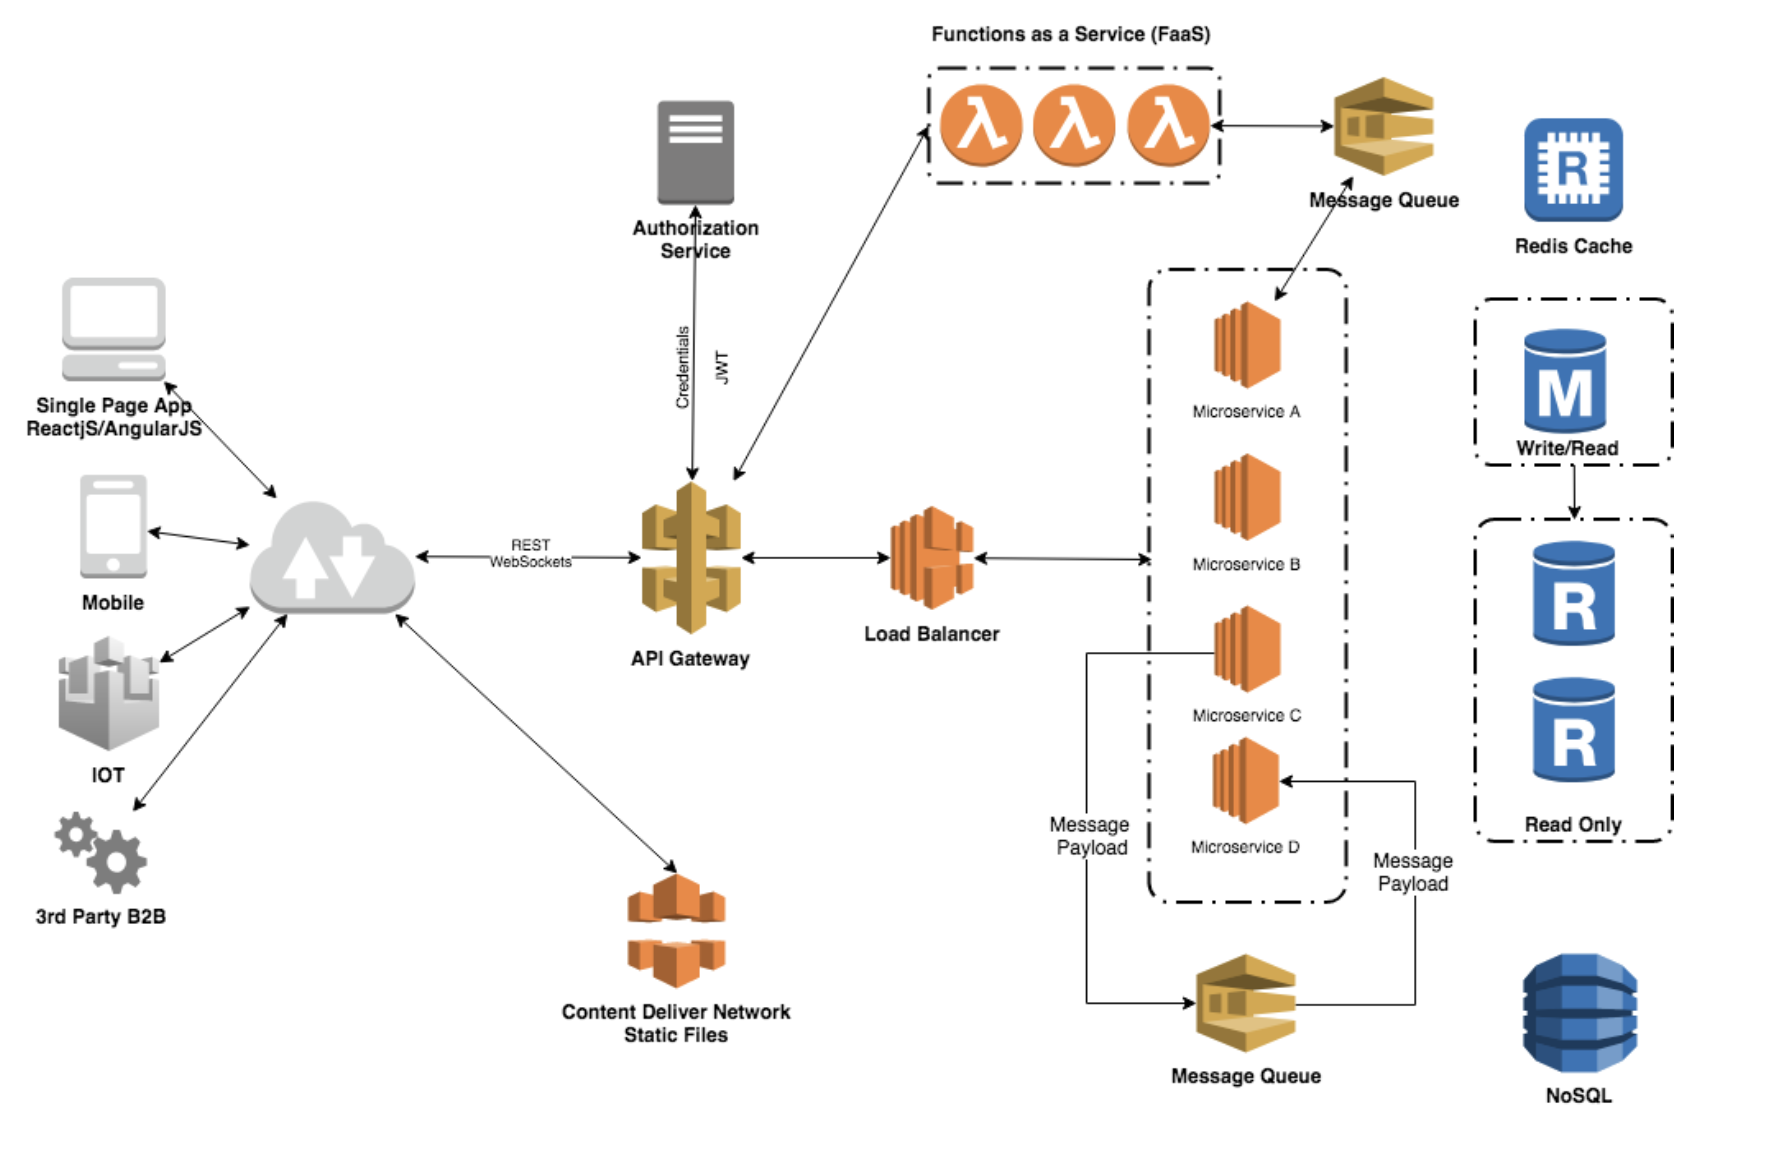 Functions as a Service (FaaS)
λ λ λ
Message Queue
R
Redis Cache
Authorization
Service
Credentials
JWT
Single Page App
ReactjS/AngularJS
Mobile
IOT
3rd Party B2B
REST
WebSockets
API Gateway
Load Balancer
Content Deliver Network
Static Files
Microservice A
Microservice B
Microservice C
Microservice D
Message
Payload
Message
Payload
Message Queue
M
Write/Read
R
R
Read Only
NoSQL